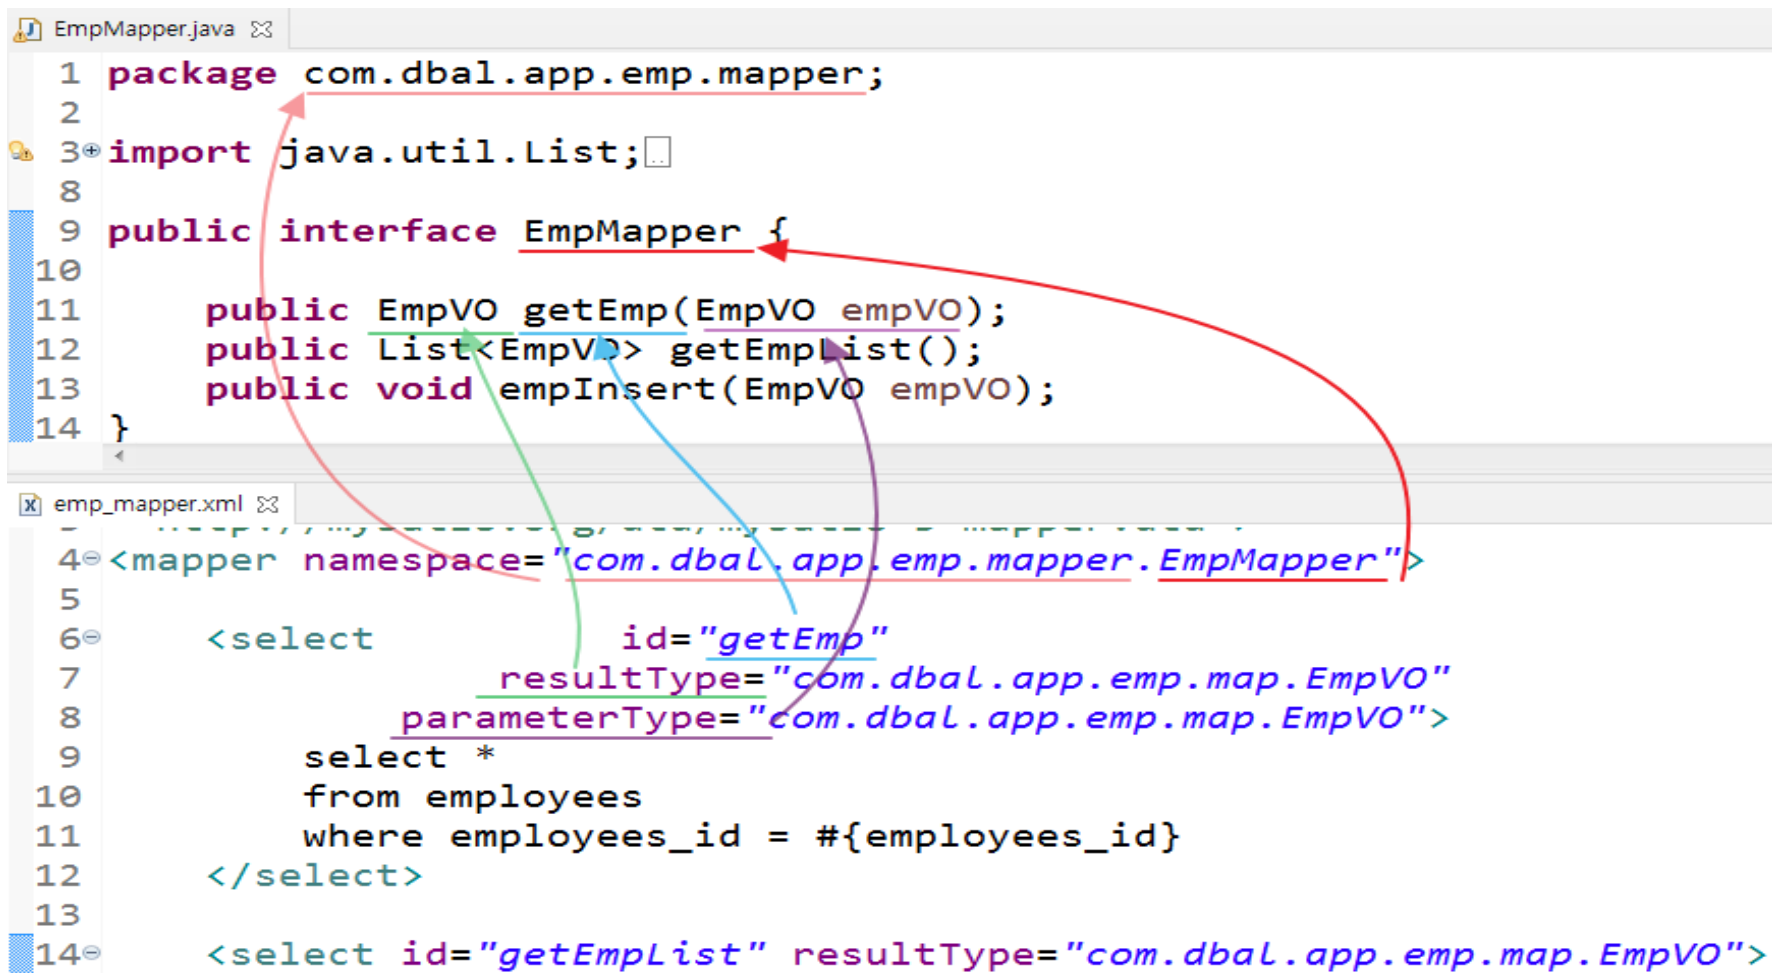 EmpMapper.java
1 package com.dbal.app.emp.mapper;
2
3 import java.util.List;
8
9 public interface EmpMapper {
10
11 public EmpVO getEmp(EmpVO empVO);
12 public List<EmpVO> getEmpList();
13 public void empInsert(EmpVO empVO);
14 }
emp_mapper.xml
4 <mapper namespace="com.dbal.app.emp.mapper.EmpMapper">
5
6 <select id="getEmp"
7 resultType="com.dbal.app.emp.map.EmpVO"
8 parameterType="com.dbal.app.emp.map.EmpVO">
9 select *
10 from employees
11 where employees_id = #{employees_id}
12 </select>
13
14 <select id="getEmpList" resultType="com.dbal.app.emp.map.EmpVO">